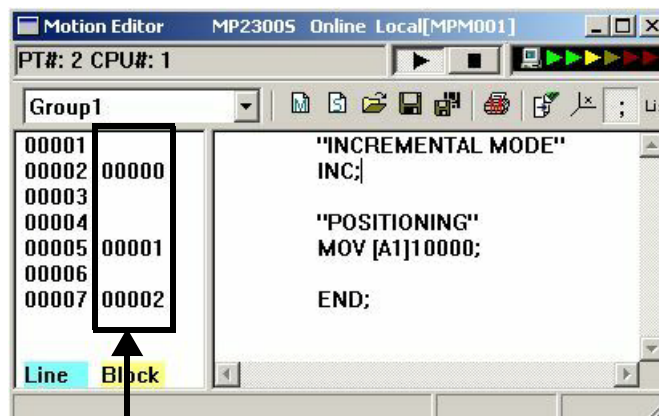 Motion Editor MP2300S Online Local[MPM001]
PT#: 2 CPU#: 1
Group1 M S ;
00001 "INCREMENTAL MODE"
00002 00000 INC;
00003
00004 "POSITIONING"
00005 00001 MOV [A1]10000;
00006
00007 00002 END;
Line Block